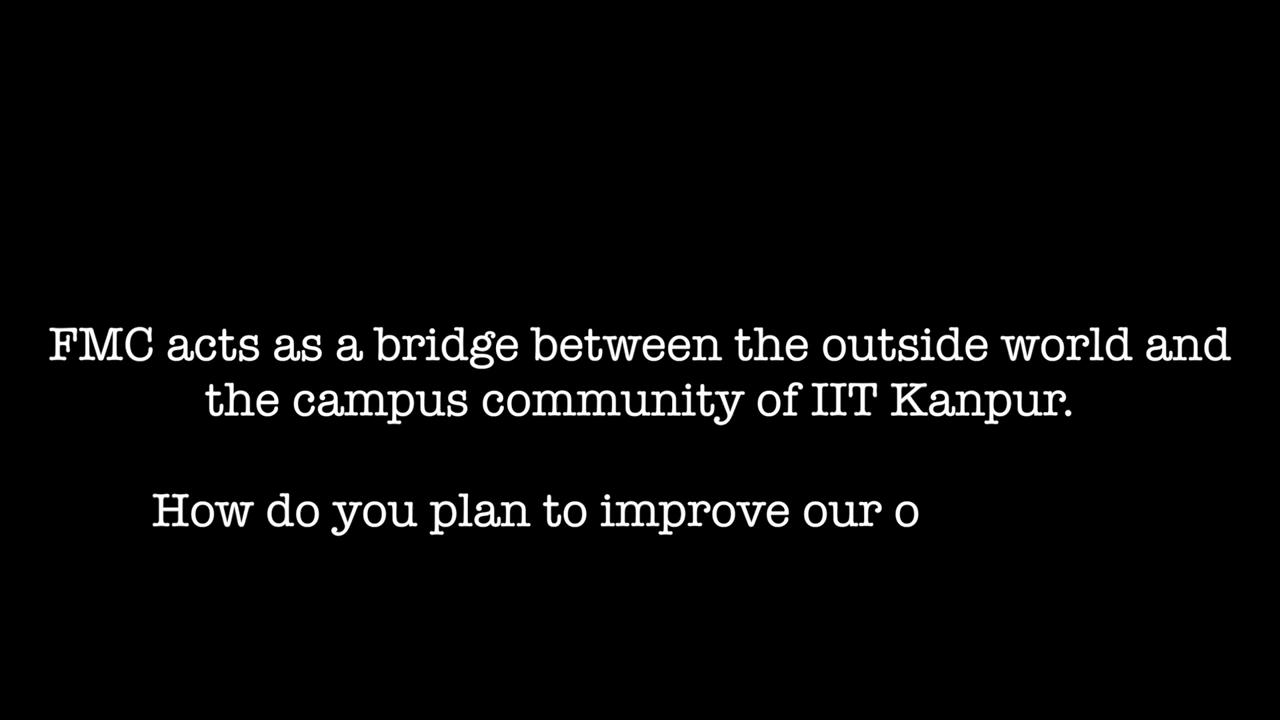 FMC acts as a bridge between the outside world and
the campus community of IIT Kanpur.
How do you plan to improve our o